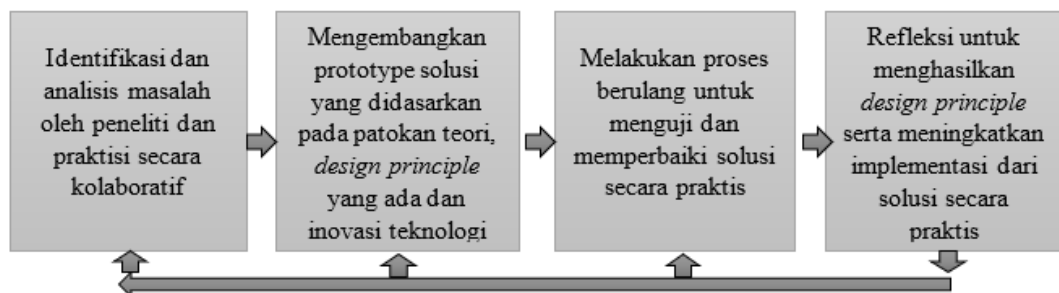 Identifikasi dan
analisis masalah
oleh peneliti dan
praktisi secara
kolaboratif
Mengembangkan
prototype solusi
yang didasarkan
pada patokan teori,
design principle
yang ada dan
inovasi teknologi
Melakukan proses
berulang untuk
menguji dan
memperbaiki solusi
secara praktis
Refleksi untuk
menghasilkan
design principle
serta meningkatkan
implementasi dari
solusi secara
praktis